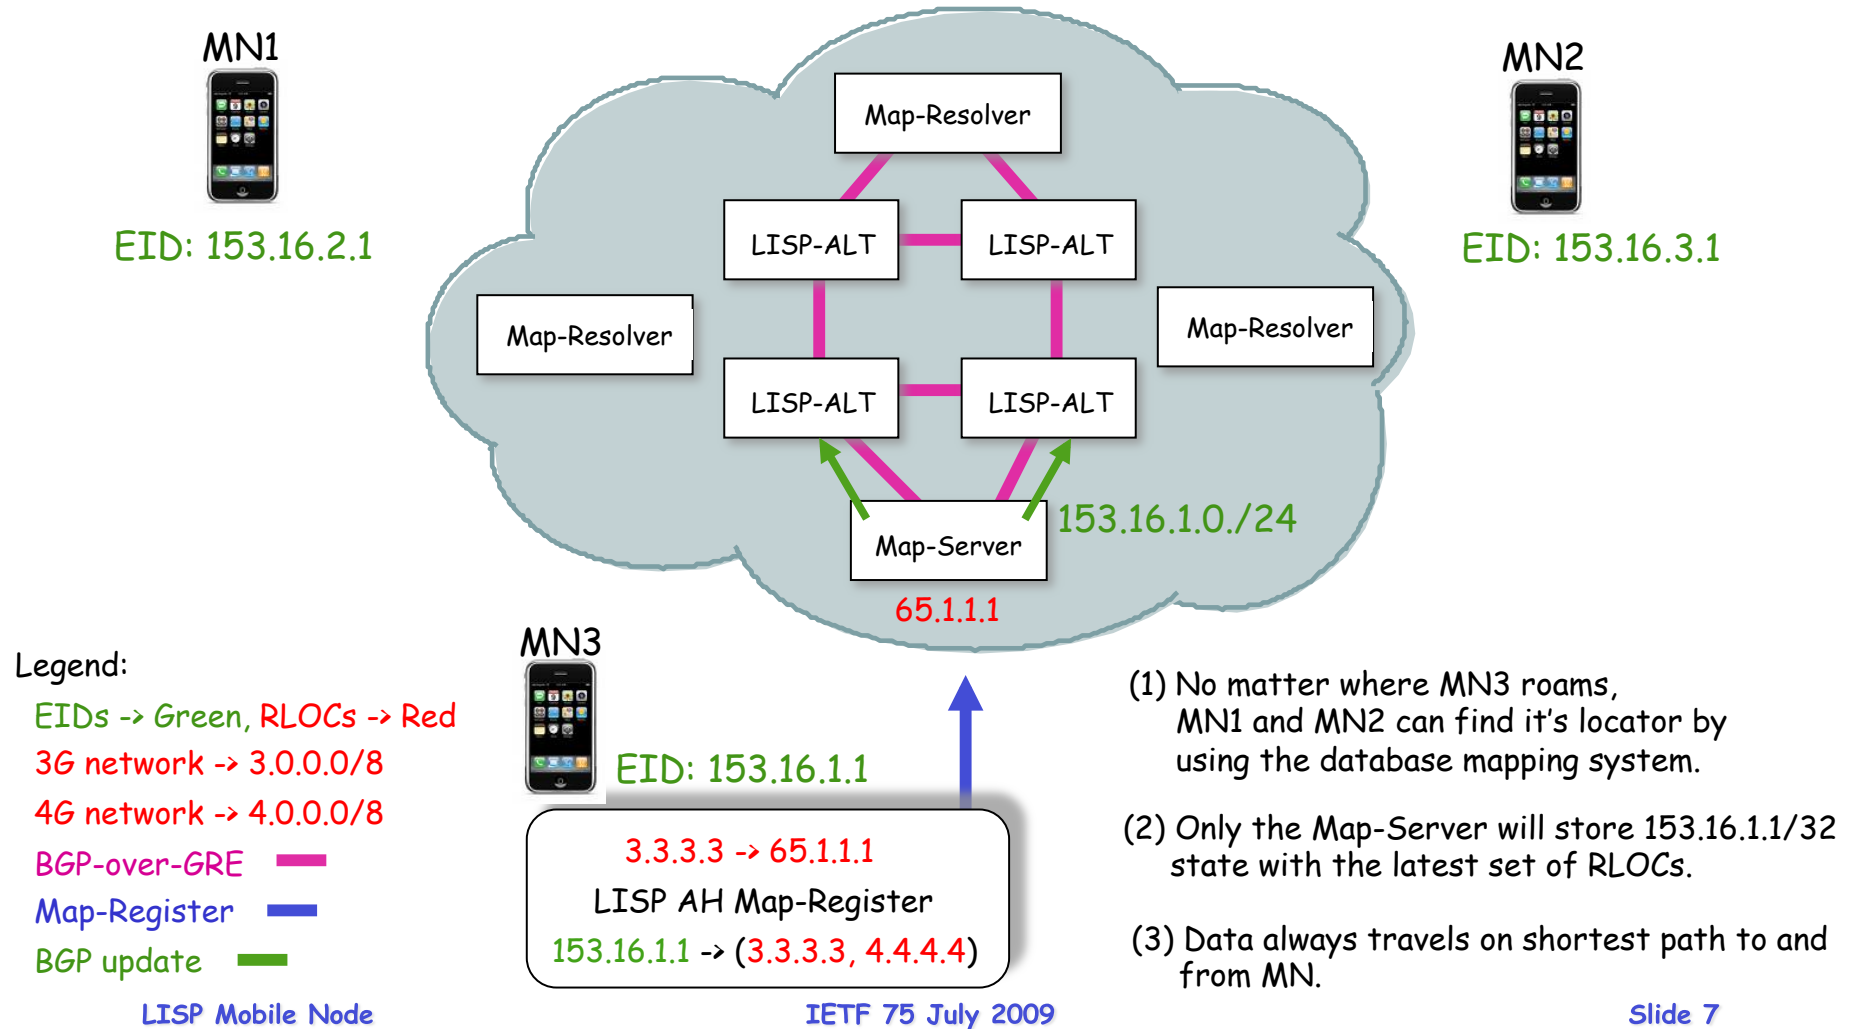 MN1
MN2
EID: 153.16.2.1
EID: 153.16.3.1
Map-Resolver
LISP-ALT
LISP-ALT
Map-Resolver
Map-Resolver
LISP-ALT
LISP-ALT
Map-Server
153.16.1.0./24
65.1.1.1
MN3
EID: 153.16.1.1
3.3.3.3 -> 65.1.1.1
LISP AH Map-Register
153.16.1.1 -> (3.3.3.3, 4.4.4.4)
Legend:
EIDs -> Green, RLOCs -> Red
3G network -> 3.0.0.0/8
4G network -> 4.0.0.0/8
BGP-over-GRE
Map-Register
BGP update
(1) No matter where MN3 roams,
MN1 and MN2 can find it's locator by
using the database mapping system.
(2) Only the Map-Server will store 153.16.1.1/32
state with the latest set of RLOCs.
(3) Data always travels on shortest path to and
from MN.
LISP Mobile Node
IETF 75 July 2009
Slide 7